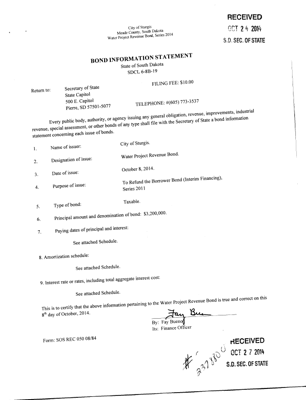 City of Sturgis
Meade County, South Dakota
Water Project Revenue Bond, Series 2014
RECEIVED
OCT 24 2014
S.D. SEC. OF STATE
BOND INFORMATION STATEMENT
State of South Dakota
SDCL 6-8B-19
Return to: Secretary of State FILING FEE: $10.00
State Capitol
500 E. Capitol
Pierre, SD 57501-5077 TELEPHONE: #(605) 773-3537
Every public body, authority, or agency issuing any general obligation, revenue, improvements, industrial
revenue, special assessment, or other bonds of any type shall file with the Secretary of State a bond information
statement concerning each issue of bonds.
1. Name of issuer: City of Sturgis.
2. Designation of issue: Water Project Revenue Bond.
3. Date of issue: October 8, 2014.
4. Purpose of issue: To Refund the Borrower Bond (Interim Financing),
Series 2011
5. Type of bond: Taxable
6. Principal amount and denomination of bond: $3,200,000.
7. Paying dates of principal and interest:
See attached Schedule.
8. Amortization schedule:
See attached Schedule.
9. Interest rate or rates, including total aggregate interest cost:
See attached Schedule.
This is to certify that the above information pertaining to the Water Project Revenue Bond is true and correct on this
8th day of October, 2014.
By: Fay Bueno
Its: Finance Officer
Form: SOS REC 050 08/84
RECEIVED
OCT 27 2014
S.D. SEC. OF STATE